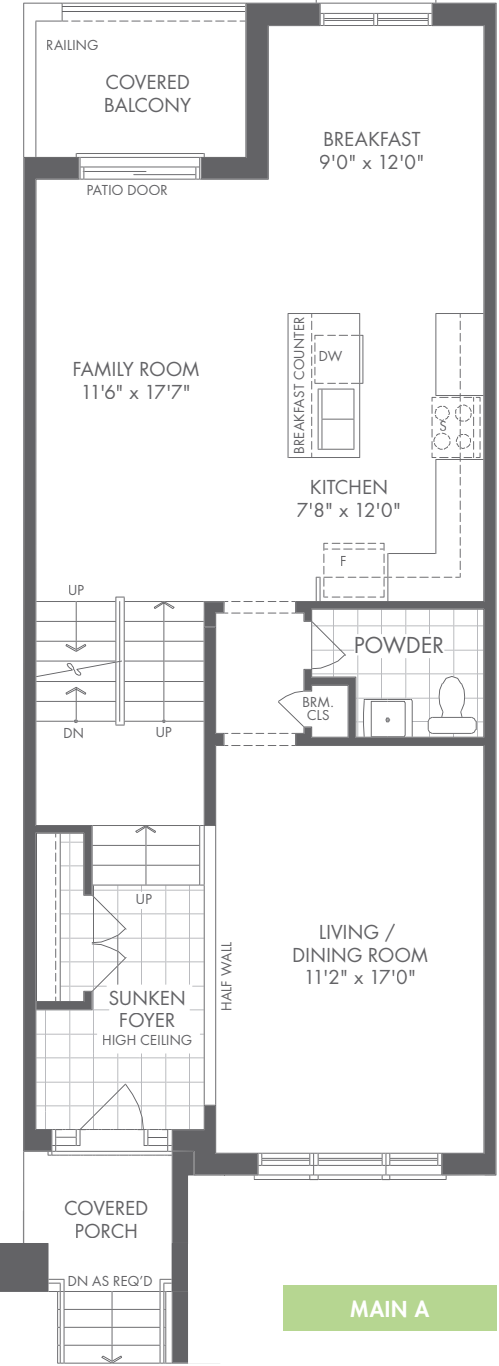 RAILING
COVERED
BALCONY
BREAKFAST
9'0" x 12'0"
PATIO DOOR
BREAKFAST COUNTER
DW
FAMILY ROOM
11'6" x 17'7"
S
KITCHEN
7'8" x 12'0"
F
UP
POWDER
BRM.
CLS
DN
UP
UP
LIVING /
DINING ROOM
11'2" x 17'0"
HALF WALL
SUNKEN
FOYER
HIGH CEILING
COVERED
PORCH
DN AS REQ'D
MAIN A